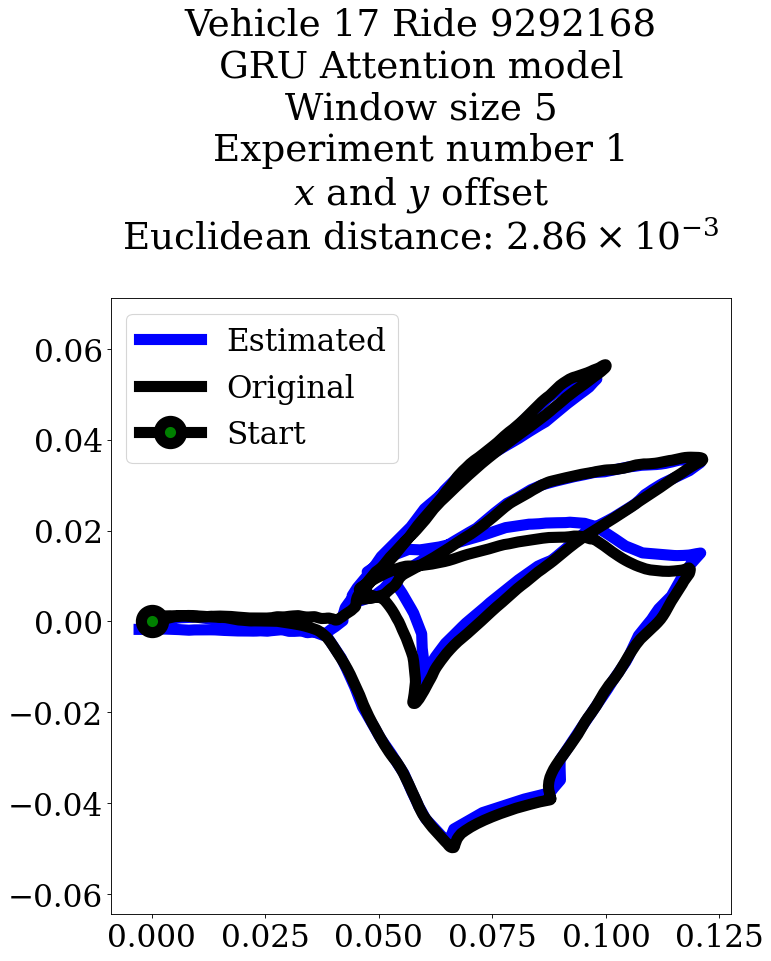 Vehicle 17 Ride 9292168
GRU Attention model
Window size 5
Experiment number 1
x and y offset
Euclidean distance: 2.86 × 10⁻³
Estimated
Original
Start
0.06
0.04
0.02
0.00
−0.02
−0.04
−0.06
0.000 0.025 0.050 0.075 0.100 0.125